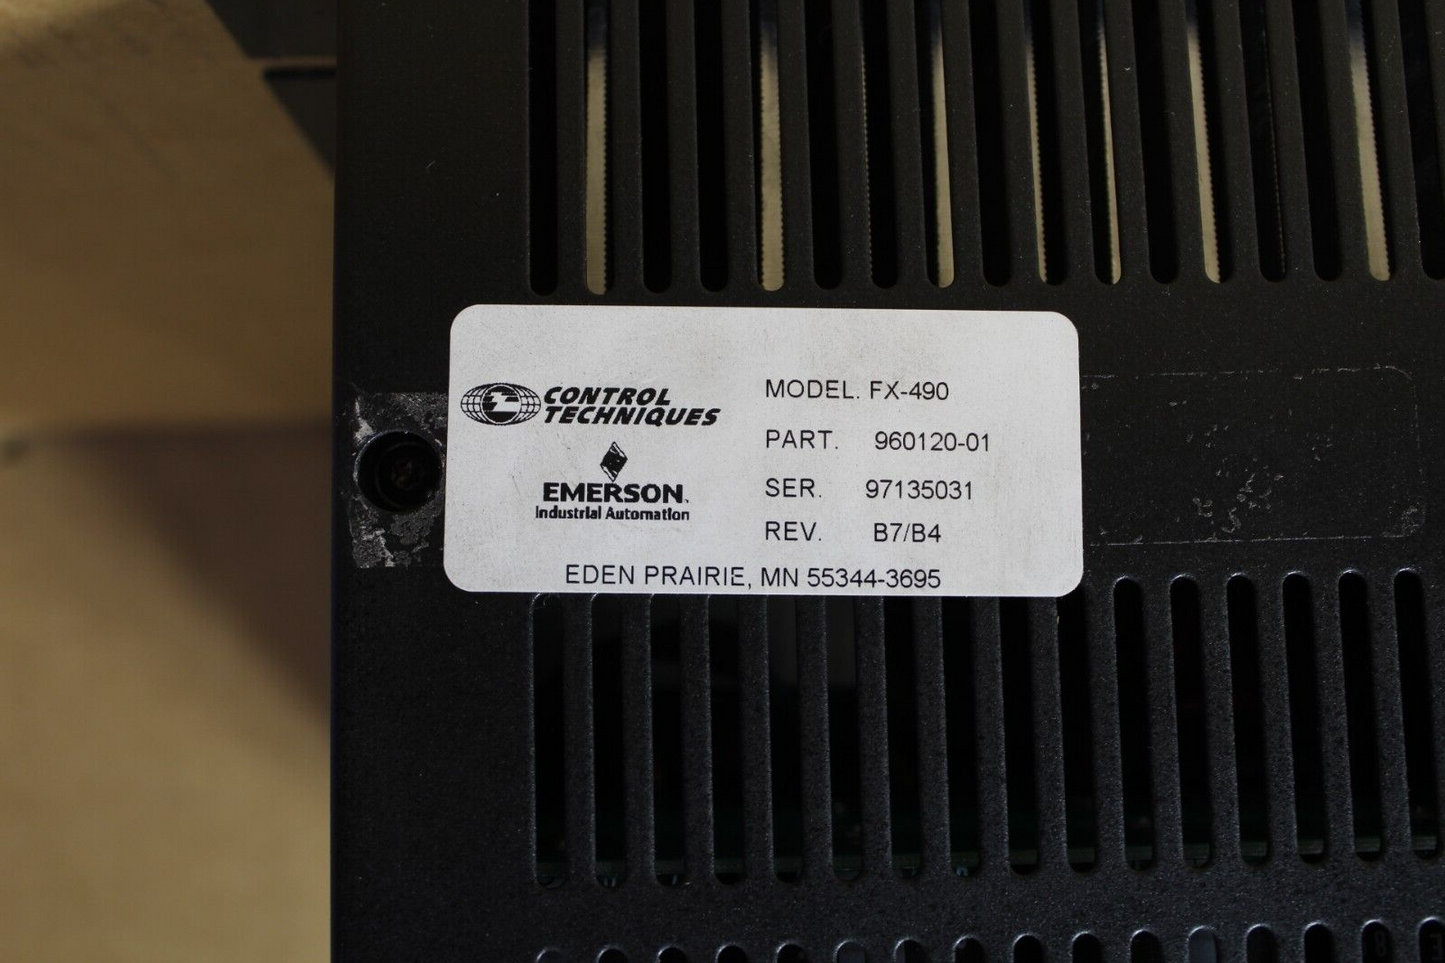 CONTROL
TECHNIQUES
EMERSON.
Industrial Automation
MODEL. FX-490
PART. 960120-01
SER. 97135031
REV. B7/B4
EDEN PRAIRIE, MN 55344-3695